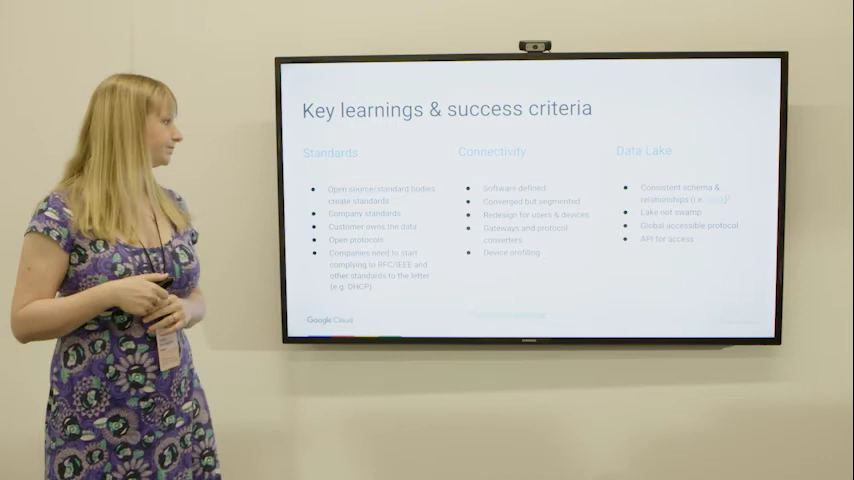 Key learnings & success criteria
Standards
Open source/standard bodies
create standards
Company standards
Customer owns the data
Open protocols
Companies need to start
complying to RFC/IEEE and
other standards to the letter
(e.g. DHCP)
Connectivity
Software defined
Converged but segmented
Redesign for users & devices
Gateways and protocol
converters
Device profiling
Data Lake
Consistent schema &
relationships (i.e.
Lake not swamp
Global accessible protocol
API for access
Google Cloud
SAMSUNG